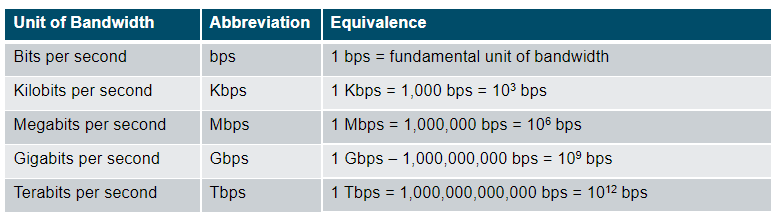 Unit of Bandwidth Abbreviation Equivalence
Bits per second bps 1 bps = fundamental unit of bandwidth
Kilobits per second Kbps 1 Kbps = 1,000 bps = 10³ bps
Megabits per second Mbps 1 Mbps = 1,000,000 bps = 10⁶ bps
Gigabits per second Gbps 1 Gbps – 1,000,000,000 bps = 10⁹ bps
Terabits per second Tbps 1 Tbps = 1,000,000,000,000 bps = 10¹² bps